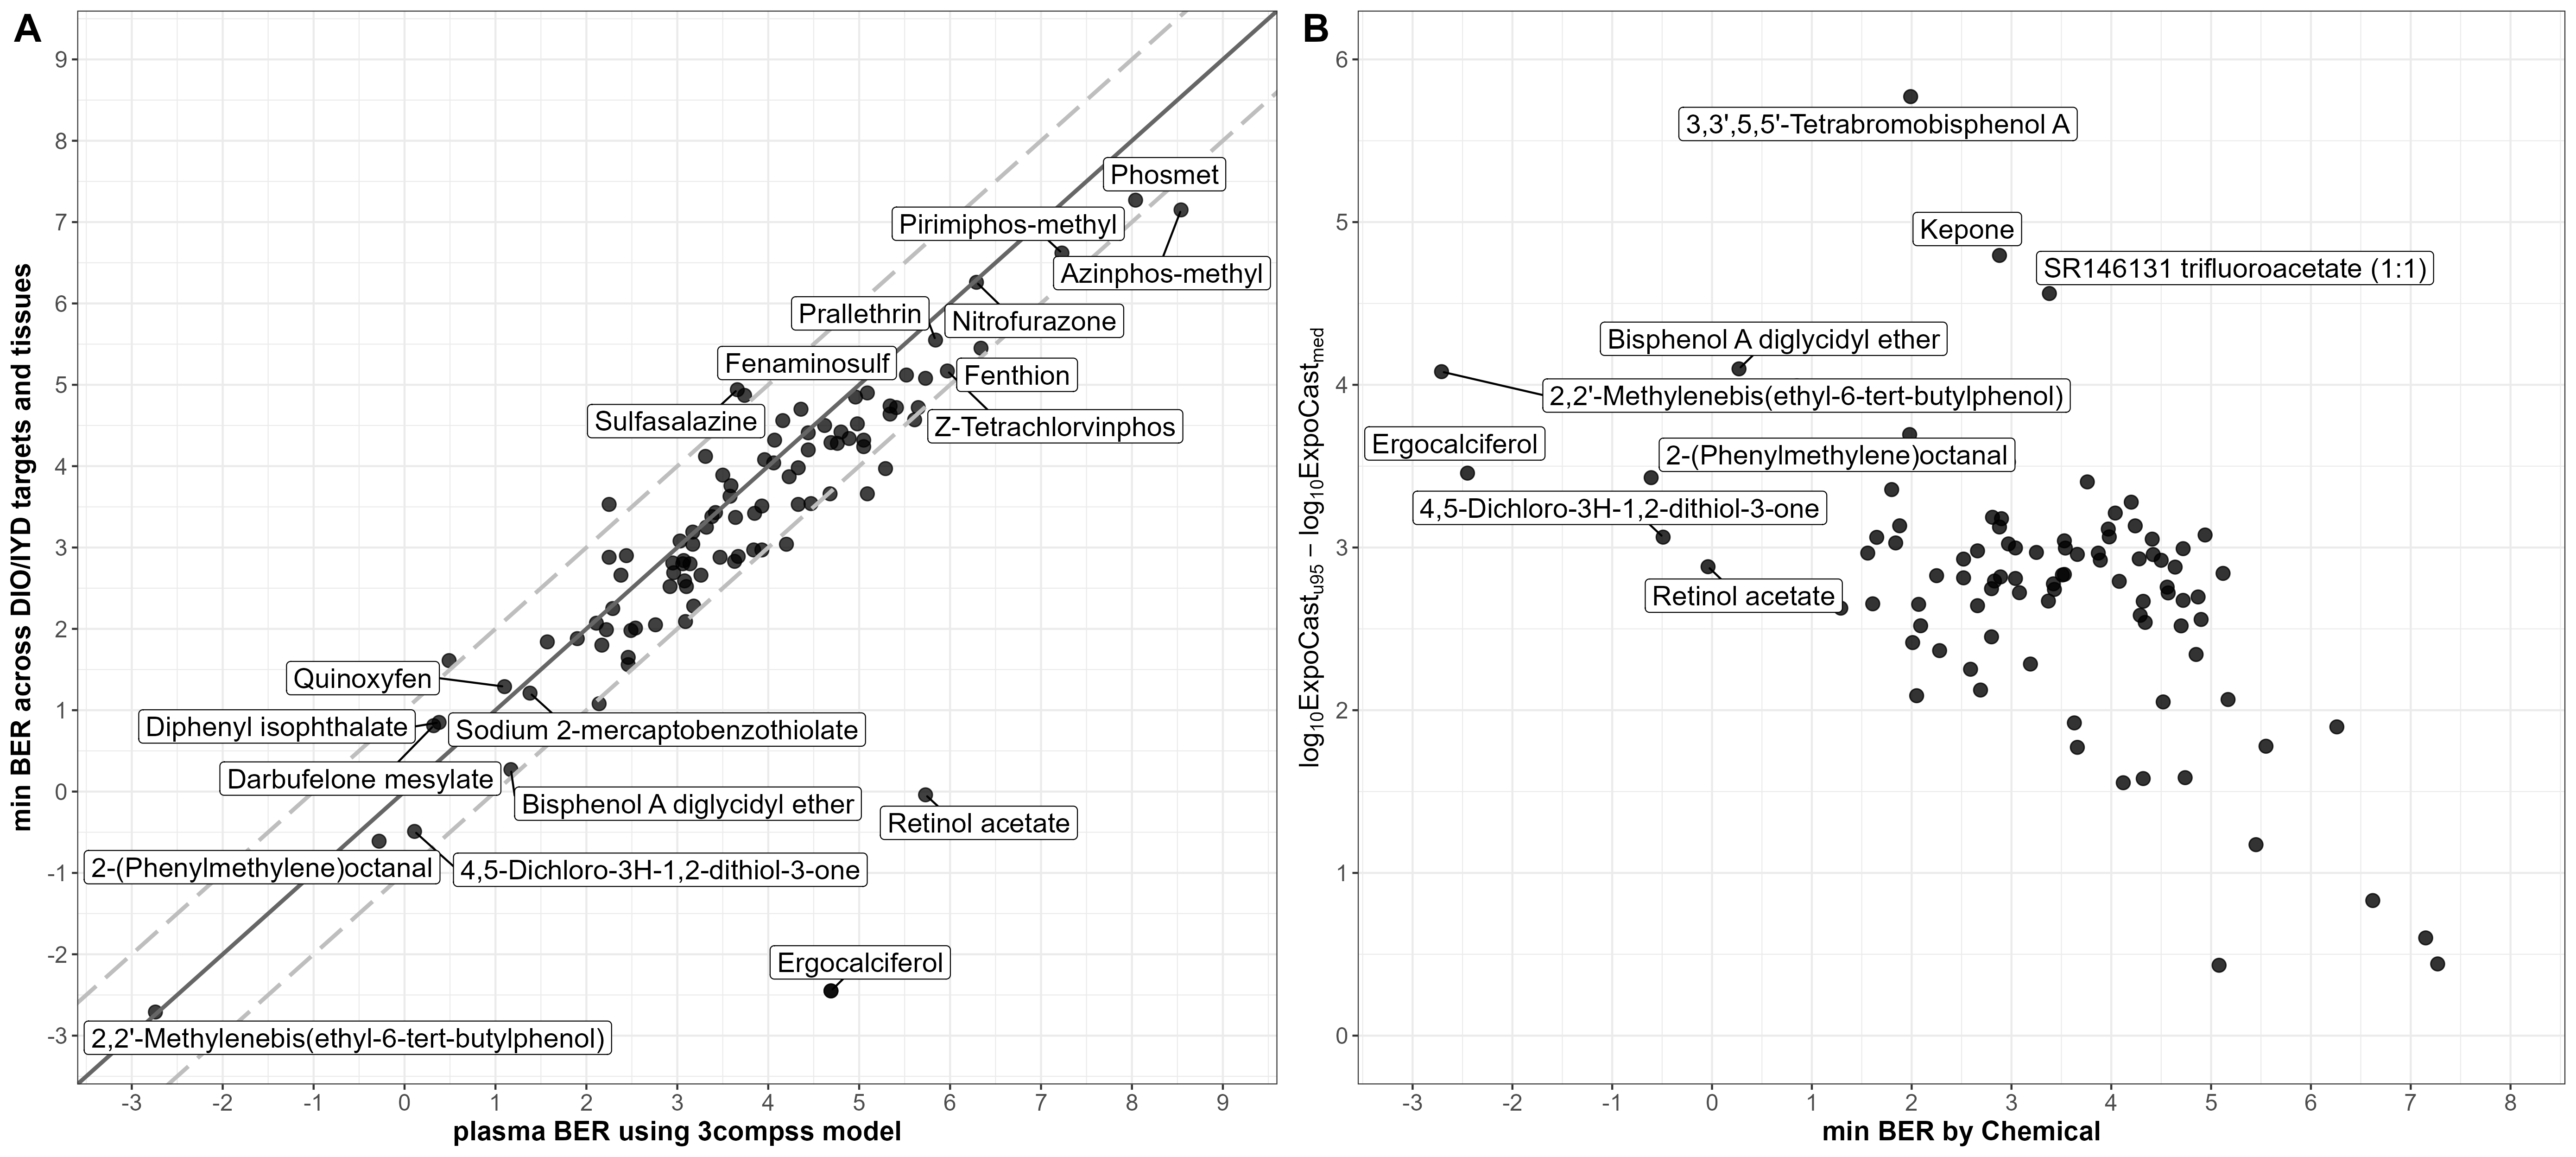 A
min BER across DIO/IYD targets and tissues
9
8
7
6
5
4
3
2
1
0
-1
-2
-3
Phosmet
Pirimiphos-methyl
Azinphos-methyl
Prallethrin
Nitrofurazone
Fenaminosulf
Fenthion
Sulfasalazine
Z-Tetrachlorvinphos
Quinoxyfen
Diphenyl isophthalate
Sodium 2-mercaptobenzothiolate
Darbufelone mesylate
Bisphenol A diglycidyl ether
Retinol acetate
2-(Phenylmethylene)octanal
4,5-Dichloro-3H-1,2-dithiol-3-one
Ergocalciferol
2,2'-Methylenebis(ethyl-6-tert-butylphenol)
-3 -2 -1 0 1 2 3 4 5 6 7 8 9
plasma BER using 3compss model
B
log10ExpoCastu95 − log10ExpoCastmed
6
5
4
3
2
1
0
3,3',5,5'-Tetrabromobisphenol A
Kepone
SR146131 trifluoroacetate (1:1)
Bisphenol A diglycidyl ether
2,2'-Methylenebis(ethyl-6-tert-butylphenol)
Ergocalciferol
2-(Phenylmethylene)octanal
4,5-Dichloro-3H-1,2-dithiol-3-one
Retinol acetate
-3 -2 -1 0 1 2 3 4 5 6 7 8
min BER by Chemical